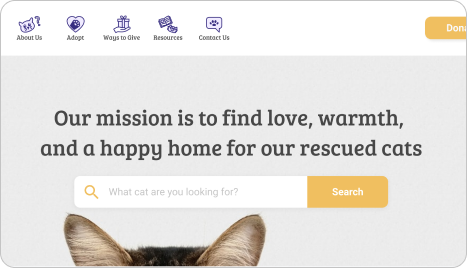 About Us
Adopt
Ways to Give
Resources
Contact Us
Our mission is to find love, warmth,
and a happy home for our rescued cats
What cat are you looking for?
Search